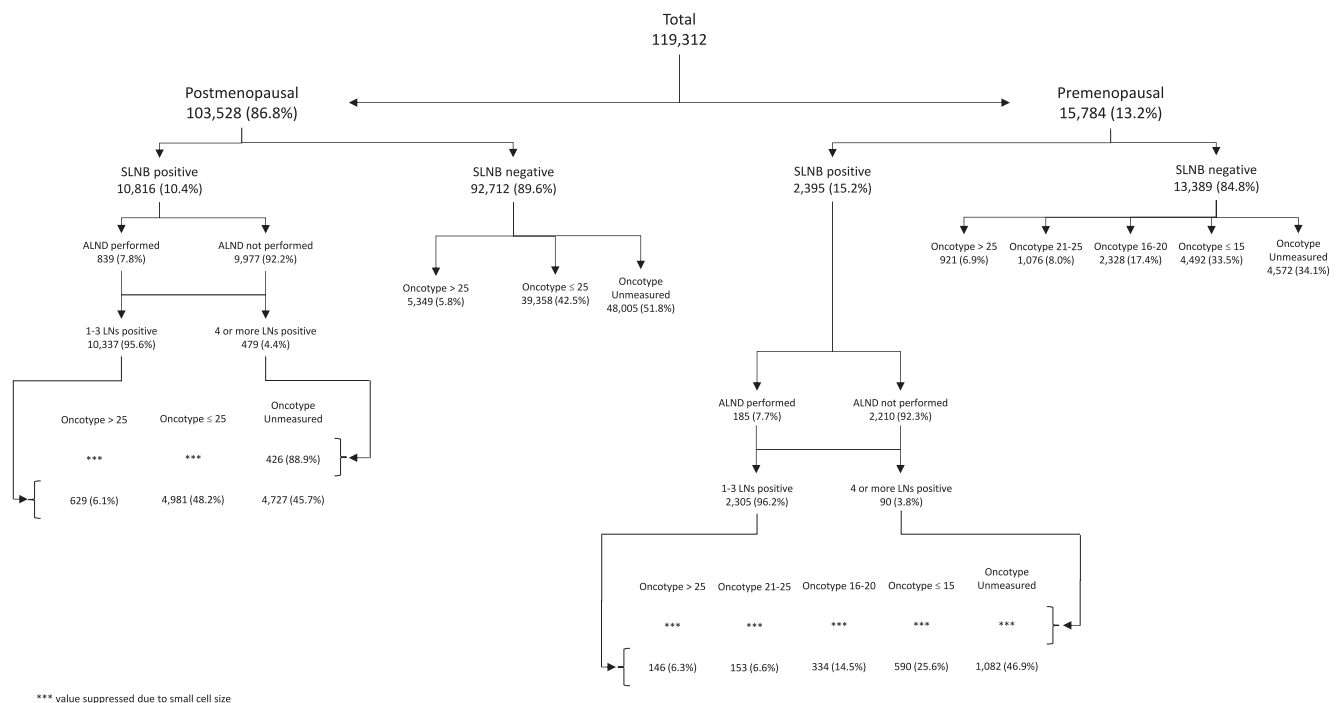 Total
119,312
Postmenopausal
103,528 (86.8%)
Premenopausal
15,784 (13.2%)
SLNB positive
10,816 (10.4%)
SLNB negative
92,712 (89.6%)
SLNB positive
2,395 (15.2%)
SLNB negative
13,389 (84.8%)
ALND performed
839 (7.8%)
ALND not performed
9,977 (92.2%)
Oncotype > 25
5,349 (5.8%)
Oncotype ≤ 25
39,358 (42.5%)
Oncotype
Unmeasured
48,005 (51.8%)
Oncotype > 25
921 (6.9%)
Oncotype 21-25
1,076 (8.0%)
Oncotype 16-20
2,328 (17.4%)
Oncotype ≤ 15
4,492 (33.5%)
Oncotype
Unmeasured
4,572 (34.1%)
1-3 LNs positive
10,337 (95.6%)
4 or more LNs positive
479 (4.4%)
Oncotype > 25
Oncotype ≤ 25
Oncotype
Unmeasured
*** *** 426 (88.9%)
629 (6.1%) 4,981 (48.2%) 4,727 (45.7%)
ALND performed
185 (7.7%)
ALND not performed
2,210 (92.3%)
1-3 LNs positive
2,305 (96.2%)
4 or more LNs positive
90 (3.8%)
Oncotype > 25
Oncotype 21-25
Oncotype 16-20
Oncotype ≤ 15
Oncotype
Unmeasured
*** *** *** *** ***
146 (6.3%) 153 (6.6%) 334 (14.5%) 590 (25.6%) 1,082 (46.9%)
*** value suppressed due to small cell size